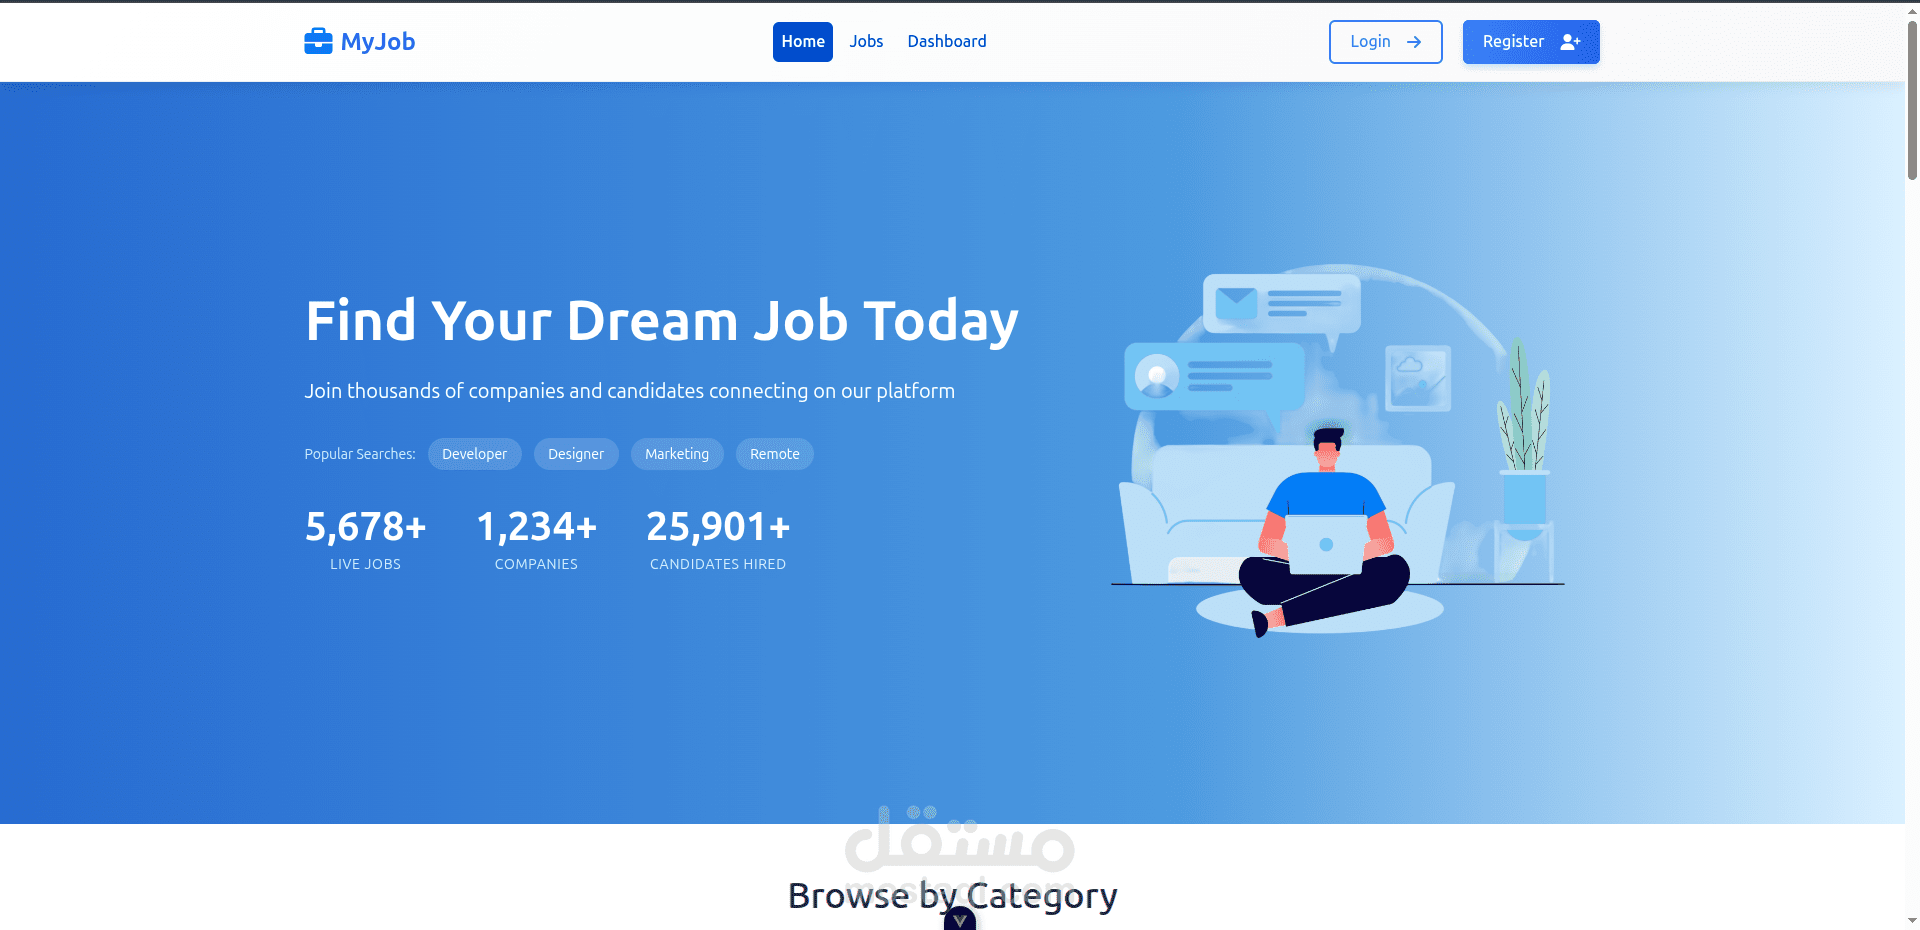 MyJob
Home Jobs Dashboard
Login
Register
Find Your Dream Job Today
Join thousands of companies and candidates connecting on our platform
Popular Searches: Developer Designer Marketing Remote
5,678+ 1,234+ 25,901+
LIVE JOBS COMPANIES CANDIDATES HIRED
مستقل
mostaql.com
Browse by Category